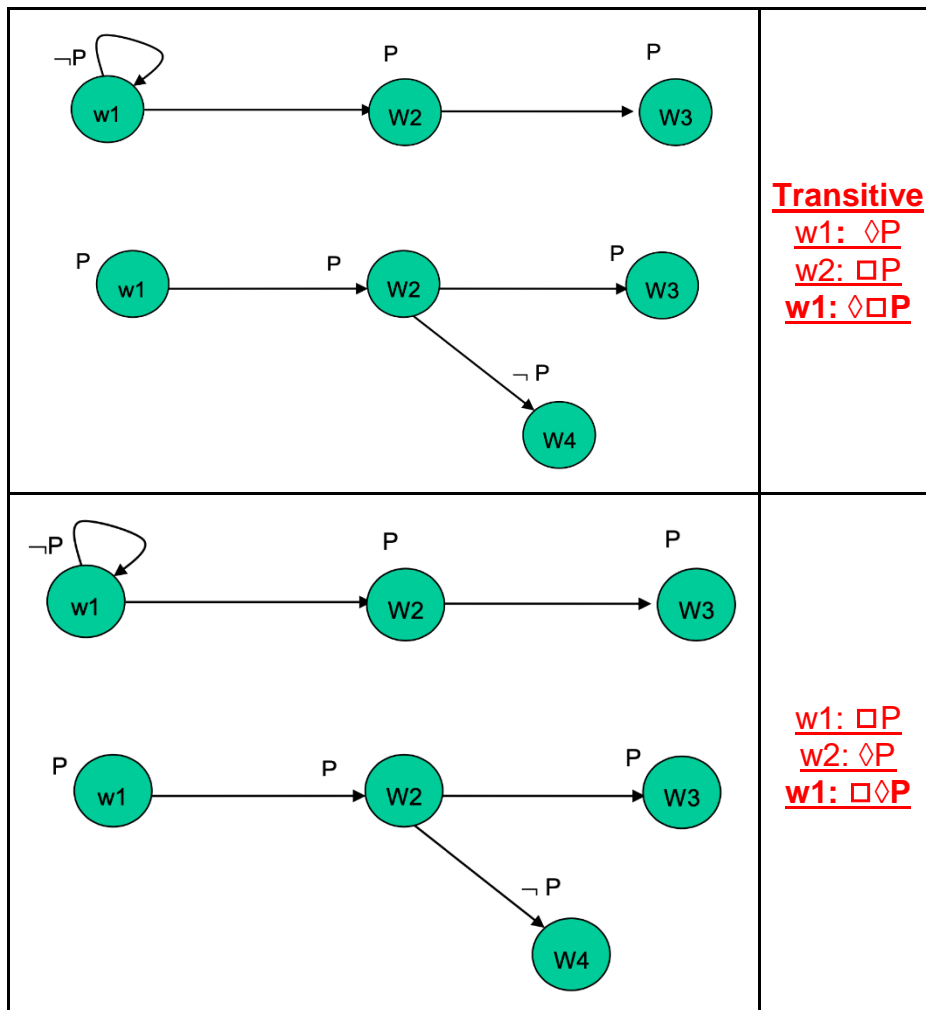 ¬P P P
w1 W2 W3
P P P
w1 W2 W3
¬ P
W4
Transitive
w1: ◊P
w2: □P
w1: ◊□P
¬P P P
w1 W2 W3
P P P
w1 W2 W3
¬ P
W4
w1: □P
w2: ◊P
w1: □◊P